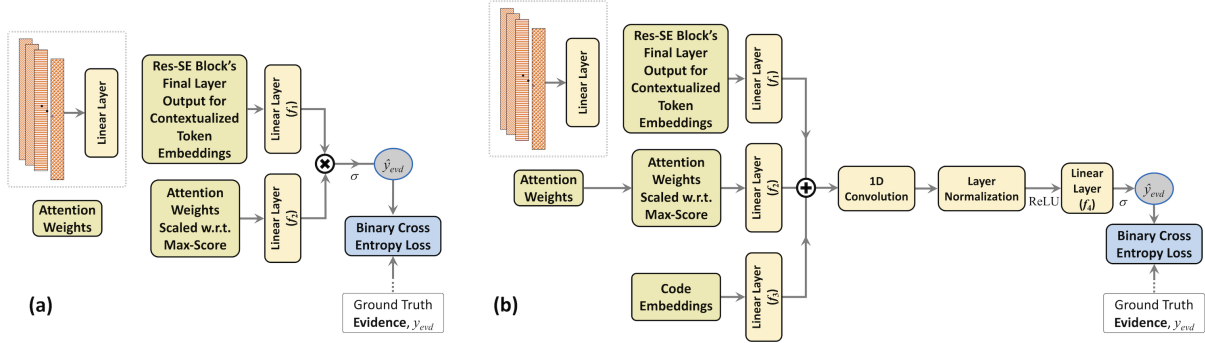 Linear Layer
Attention
Weights
Res-SE Block's
Final Layer
Output for
Contextualized
Token
Embeddings
Linear Layer
(f₁)
Attention
Weights
Scaled w.r.t.
Max-Score
Linear Layer
(f₂)
σ
ŷ_evd
Binary Cross
Entropy Loss
Ground Truth
Evidence, y_evd
(a)
Linear Layer
Attention
Weights
Res-SE Block's
Final Layer
Output for
Contextualized
Token
Embeddings
Linear Layer
(f₁)
Attention
Weights
Scaled w.r.t.
Max-Score
Linear Layer
(f₂)
Code
Embeddings
Linear Layer
(f₃)
1D
Convolution
Layer
Normalization
ReLU
Linear
Layer
(f₄)
σ
ŷ_evd
Binary Cross
Entropy Loss
Ground Truth
Evidence, y_evd
(b)